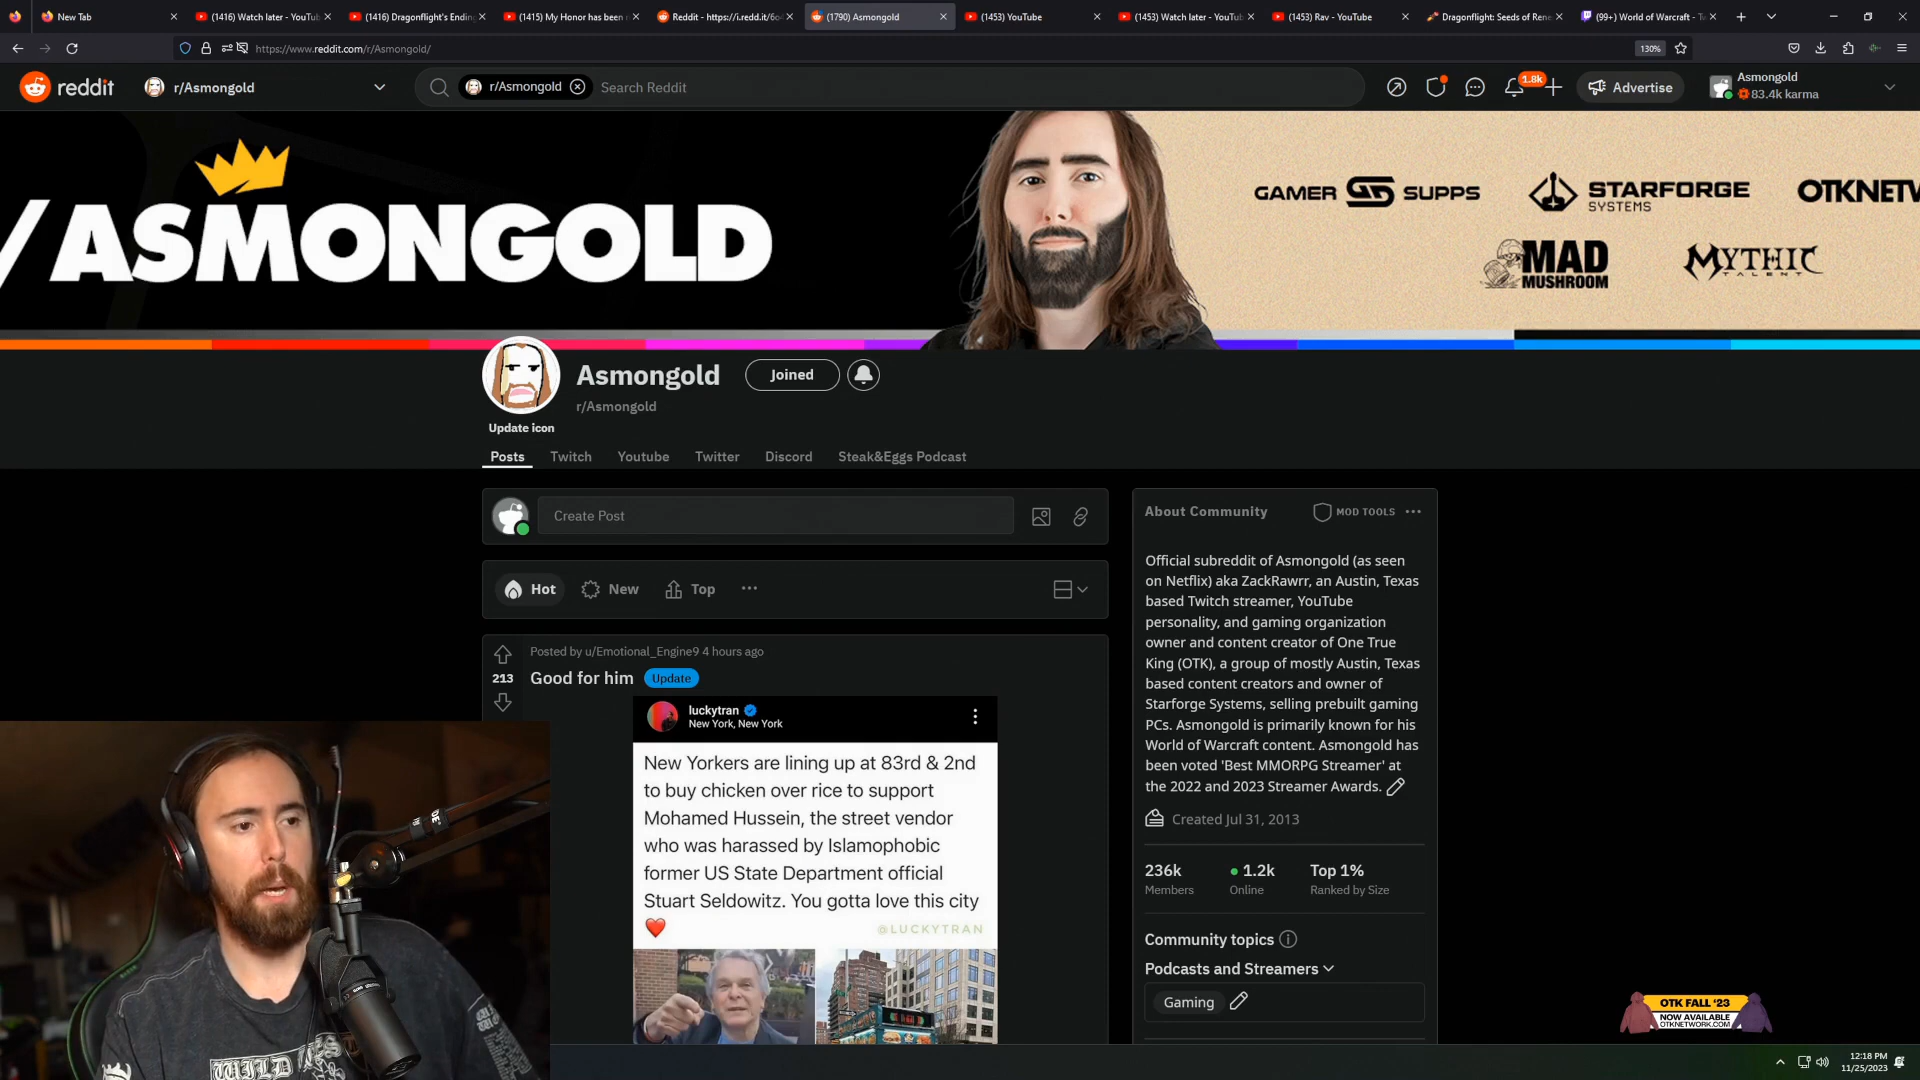 New Tab
(1416) Watch later - YouTub
(1416) Dragonflight's Ending
(1415) My Honor has been r
Reddit - https://i.redd.it/6o
(1790) Asmongold
(1453) YouTube
(1453) Watch later - YouTub
(1453) Rav - YouTube
Dragonflight: Seeds of Rene
(99+) World of Warcraft - Tw
https://www.reddit.com/r/Asmongold/
130%
reddit
r/Asmongold
r/Asmongold
Search Reddit
1.8k
Advertise
Asmongold
83.4k karma
/ASMONGOLD
GAMER SUPPS
STARFORGE
SYSTEMS
OTKNETW
MAD
MUSHROOM
MYTHIC
TALENT
Asmongold
Joined
r/Asmongold
Update icon
Posts
Twitch
Youtube
Twitter
Discord
Steak&Eggs Podcast
Create Post
Hot
New
Top
Posted by u/Emotional_Engine9 4 hours ago
213
Good for him
Update
luckytran
New York, New York
New Yorkers are lining up at 83rd & 2nd
to buy chicken over rice to support
Mohamed Hussein, the street vendor
who was harassed by Islamophobic
former US State Department official
Stuart Seldowitz. You gotta love this city
❤️
@LUCKYTRAN
About Community
MOD TOOLS
Official subreddit of Asmongold (as seen
on Netflix) aka ZackRawrr, an Austin, Texas
based Twitch streamer, YouTube
personality, and gaming organization
owner and content creator of One True
King (OTK), a group of mostly Austin, Texas
based content creators and owner of
Starforge Systems, selling prebuilt gaming
PCs. Asmongold is primarily known for his
World of Warcraft content. Asmongold has
been voted 'Best MMORPG Streamer' at
the 2022 and 2023 Streamer Awards.
Created Jul 31, 2013
236k
Members
1.2k
Online
Top 1%
Ranked by Size
Community topics
Podcasts and Streamers
Gaming
OTK FALL '23
NOW AVAILABLE
OTKNETWORK.COM
12:18 PM
11/25/2023
WILD